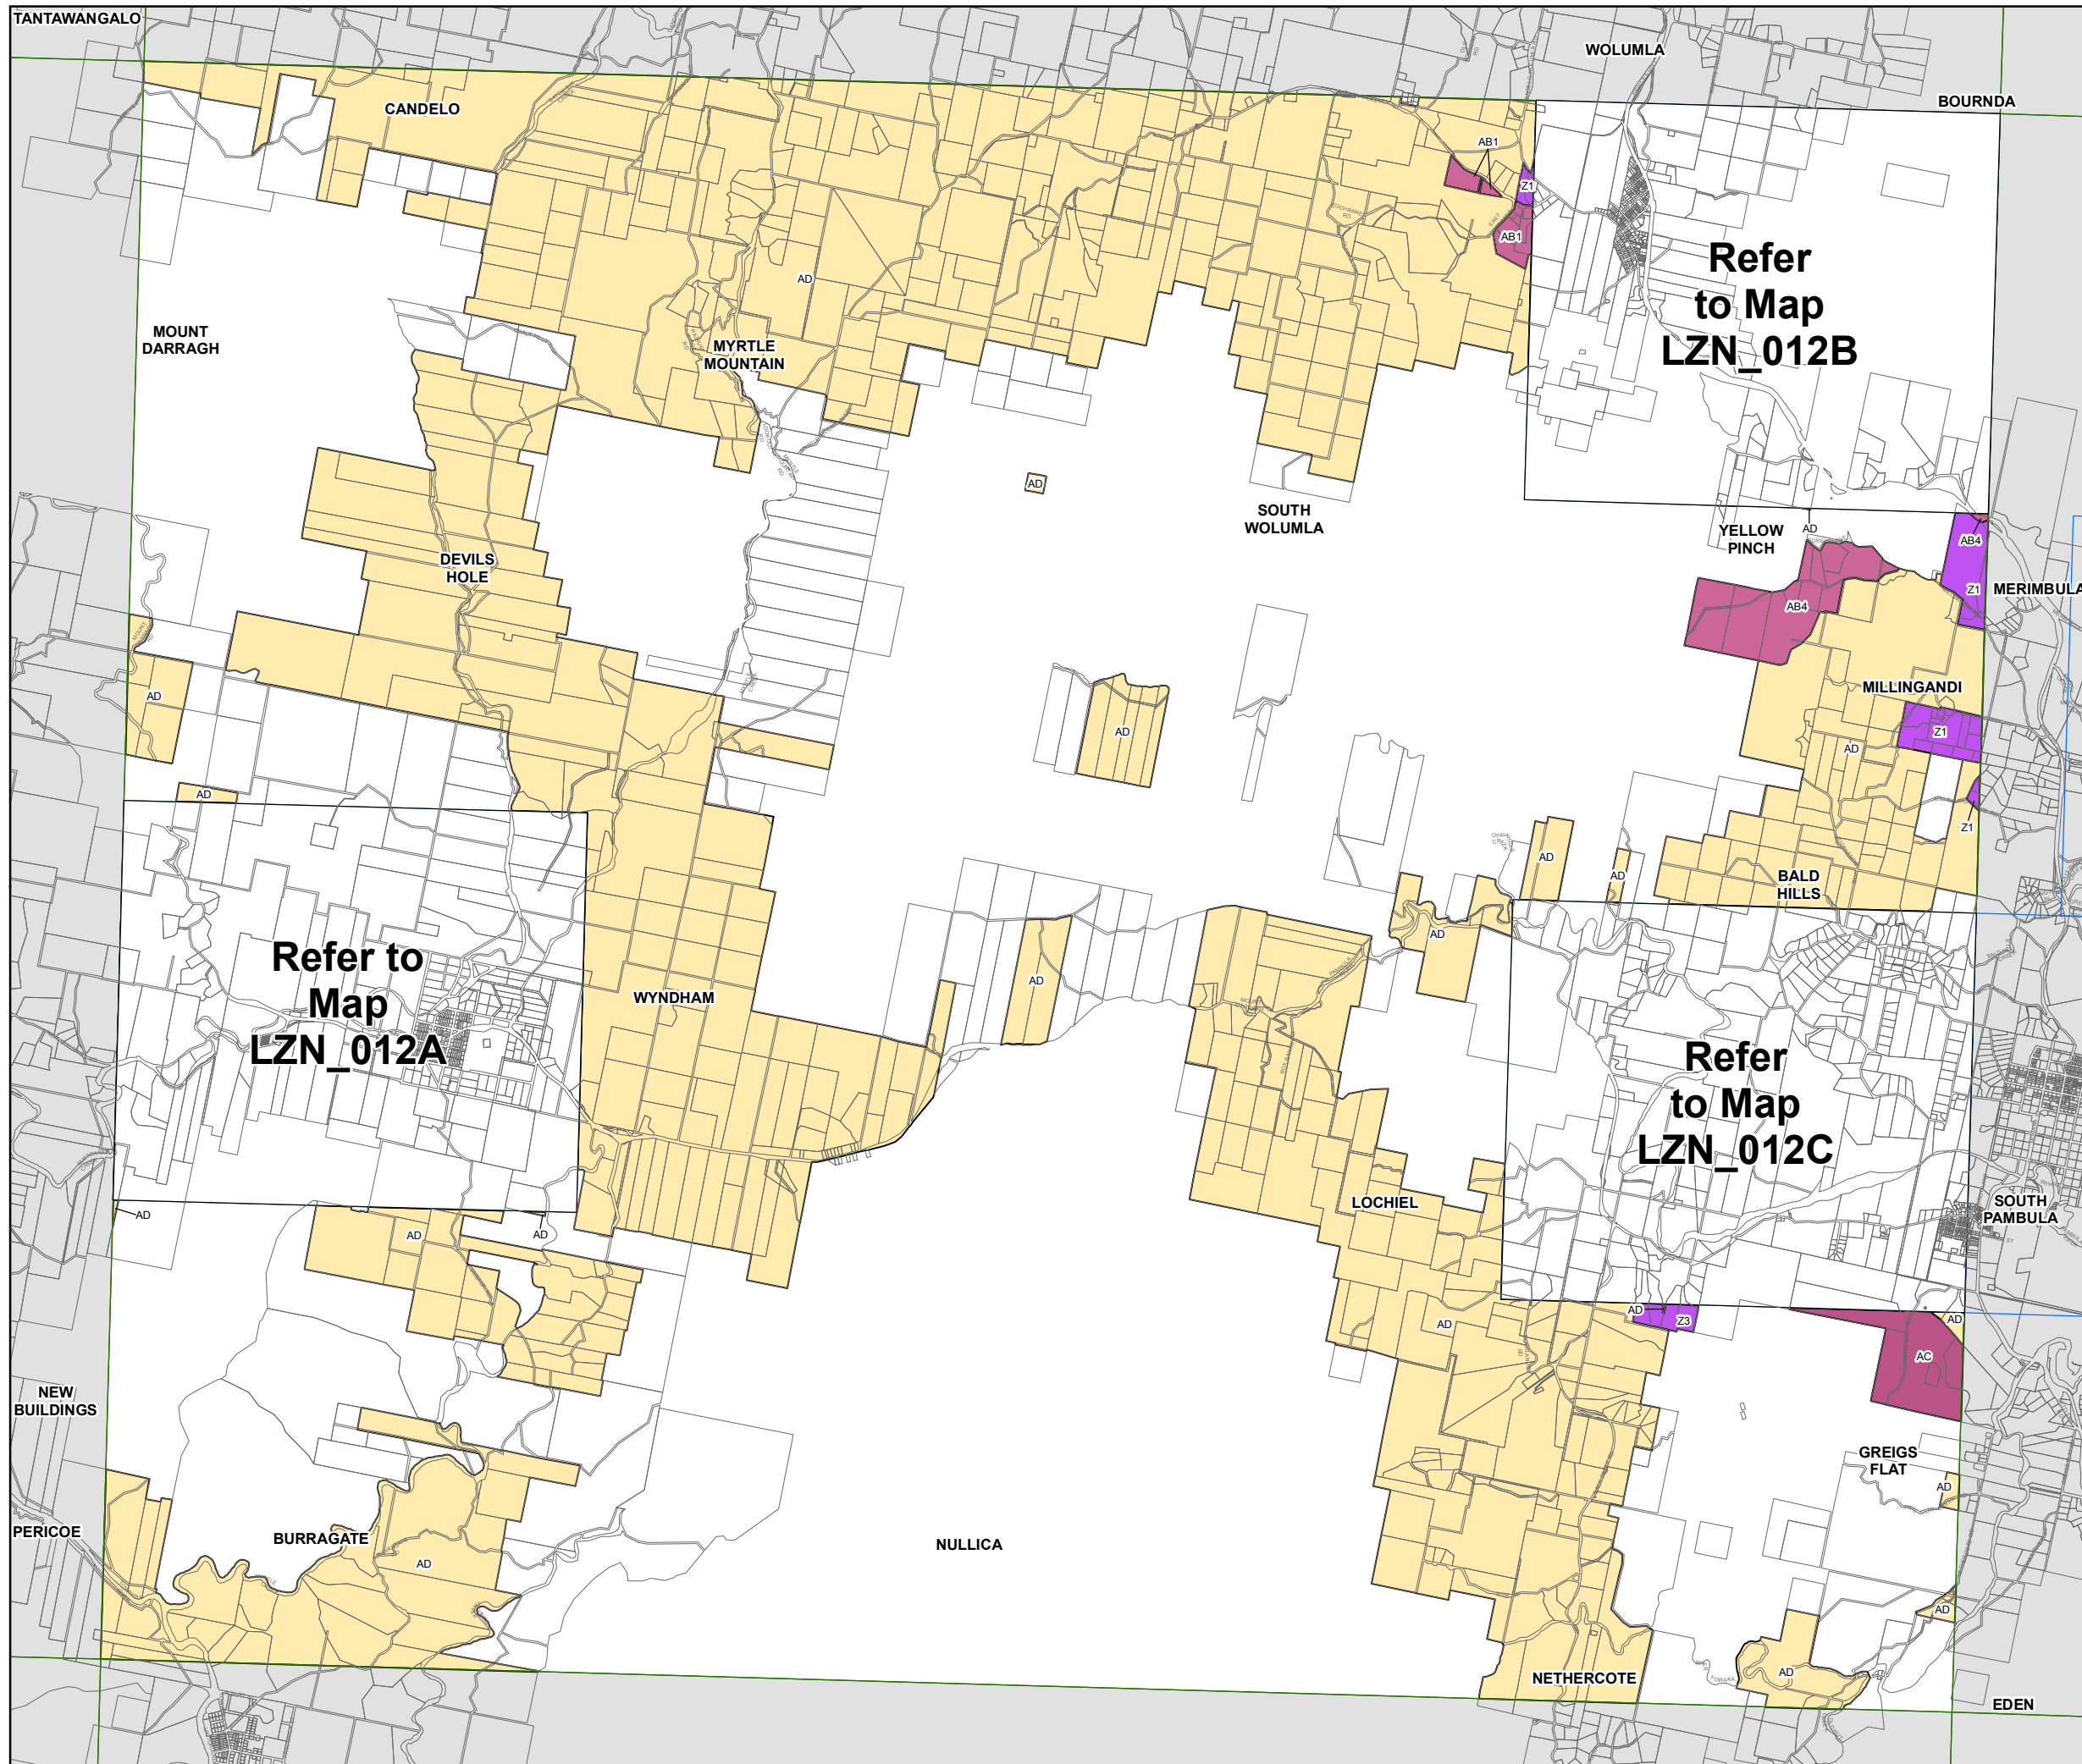 TANTAWANGALO
WOLUMLA
BOURNDA
CANDELO
AB1
Z1
AB1
Refer
to Map
LZN_012B
AD
MOUNT
DARRAGH
MYRTLE
MOUNTAIN
COCHRANE
RD
AD
SOUTH
WOLUMLA
YELLOW
PINCH
AD
AB4
DEVILS
HOLE
Z1
MERIMBULA
AB4
AD
MILLINGANDI
AD
Z1
AD
AD
Z1
AD
AD
BALD
HILLS
AD
Refer to
Map
LZN_012A
WYNDHAM
AD
Refer
to Map
LZN_012C
LOCHIEL
SOUTH
PAMBULA
AD
AD
AD
AD
Z3
AD
AD
AC
NEW
BUILDINGS
GREIGS
FLAT
AD
PERICOE
BURRAGATE
AD
NULLICA
AD
AD
NETHERCOTE
EDEN